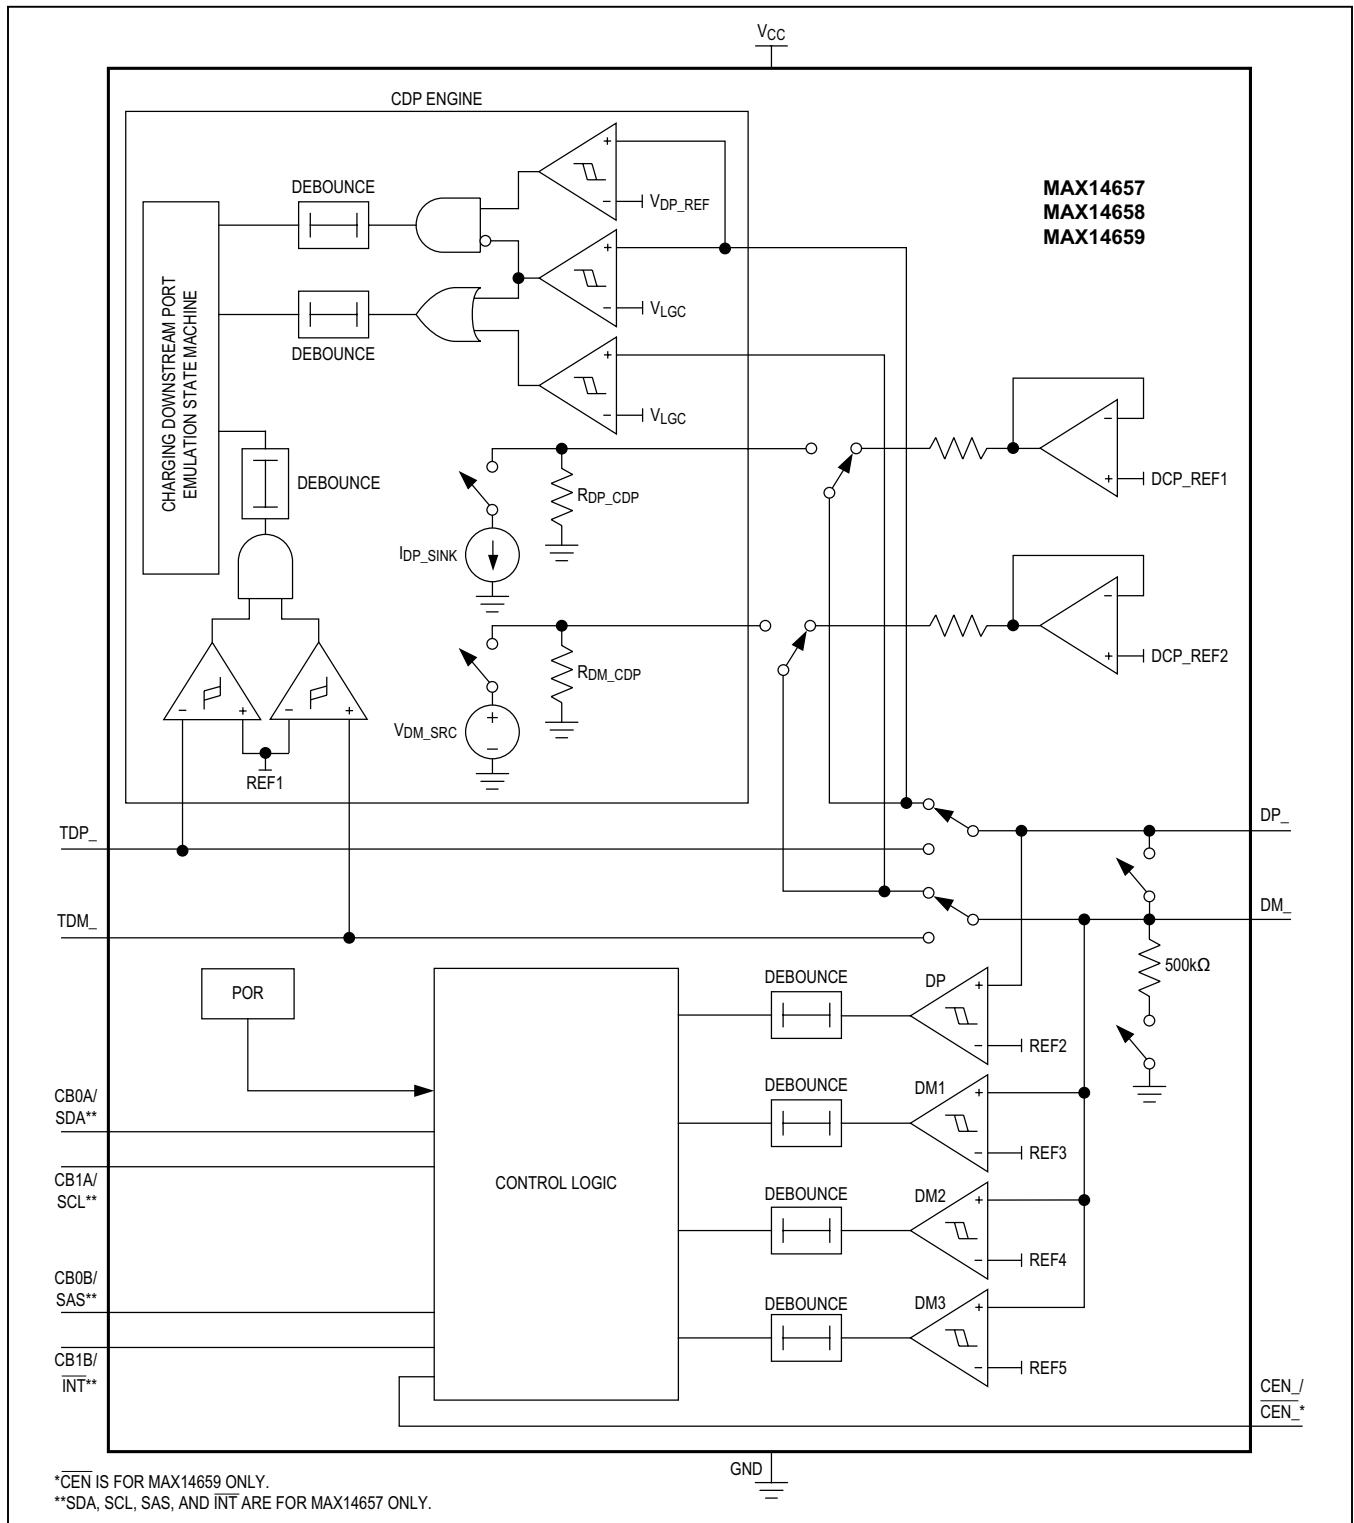 VCC
CDP ENGINE
MAX14657
MAX14658
MAX14659
DEBOUNCE
+
−
VDP_REF
CHARGING DOWNSTREAM PORT
EMULATION STATE MACHINE
+
−
VLGC
DEBOUNCE
+
−
VLGC
DEBOUNCE
RDP_CDP
−
+
DCP_REF1
IDP_SINK
−
+
DCP_REF2
RDM_CDP
− + − +
VDM_SRC
+
−
REF1
TDP_
DP_
TDM_
DM_
500kΩ
POR
DEBOUNCE
DP
+
−
REF2
CB0A/
SDA**
DEBOUNCE
DM1
+
−
REF3
CB1A/
SCL**
CONTROL LOGIC
DEBOUNCE
DM2
+
−
REF4
CB0B/
SAS**
DEBOUNCE
DM3
+
−
REF5
CB1B/
INT**
CEN_/
CEN_*
GND
*CEN IS FOR MAX14659 ONLY.
**SDA, SCL, SAS, AND INT ARE FOR MAX14657 ONLY.